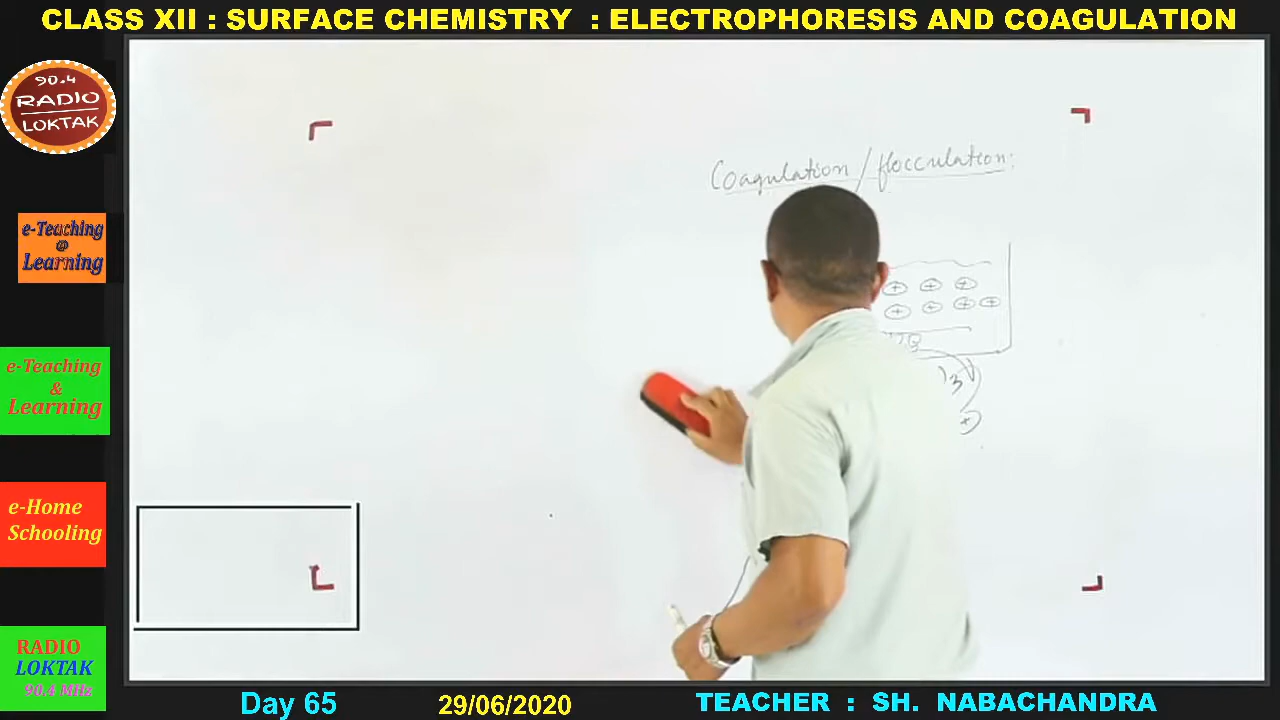 CLASS XII : SURFACE CHEMISTRY : ELECTROPHORESIS AND COAGULATION
90.4
RADIO
LOKTAK
Coagulation / flocculation:
e-Teaching
@
Learning
+ + +
+ + + +
e-Teaching
&
Learning
+
e-Home
Schooling
RADIO
LOKTAK
90.4 MHz
Day 65
29/06/2020
TEACHER : SH. NABACHANDRA